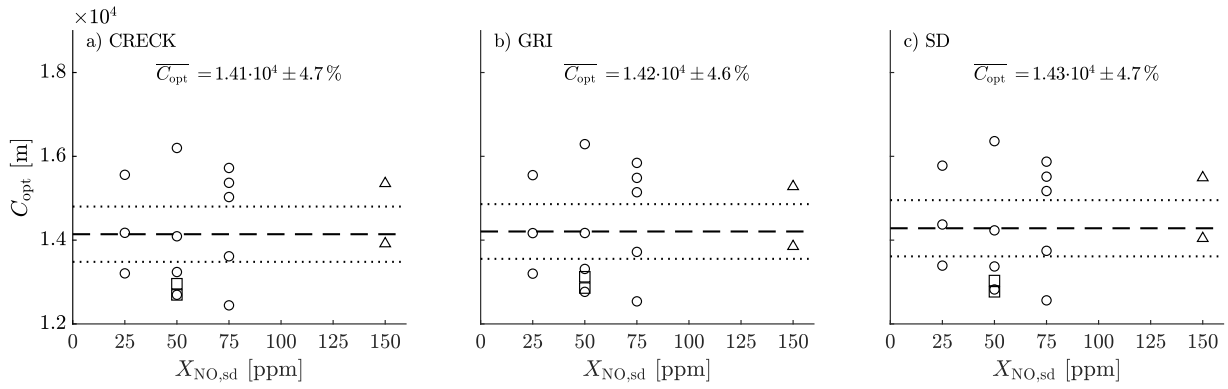 ×10⁴
a) CRECK
C̅opt = 1.41·10⁴ ± 4.7 %
1.8
1.6
1.4
1.2
Copt [m]
0 25 50 75 100 125 150
XNO,sd [ppm]
b) GRI
C̅opt = 1.42·10⁴ ± 4.6 %
0 25 50 75 100 125 150
XNO,sd [ppm]
c) SD
C̅opt = 1.43·10⁴ ± 4.7 %
0 25 50 75 100 125 150
XNO,sd [ppm]